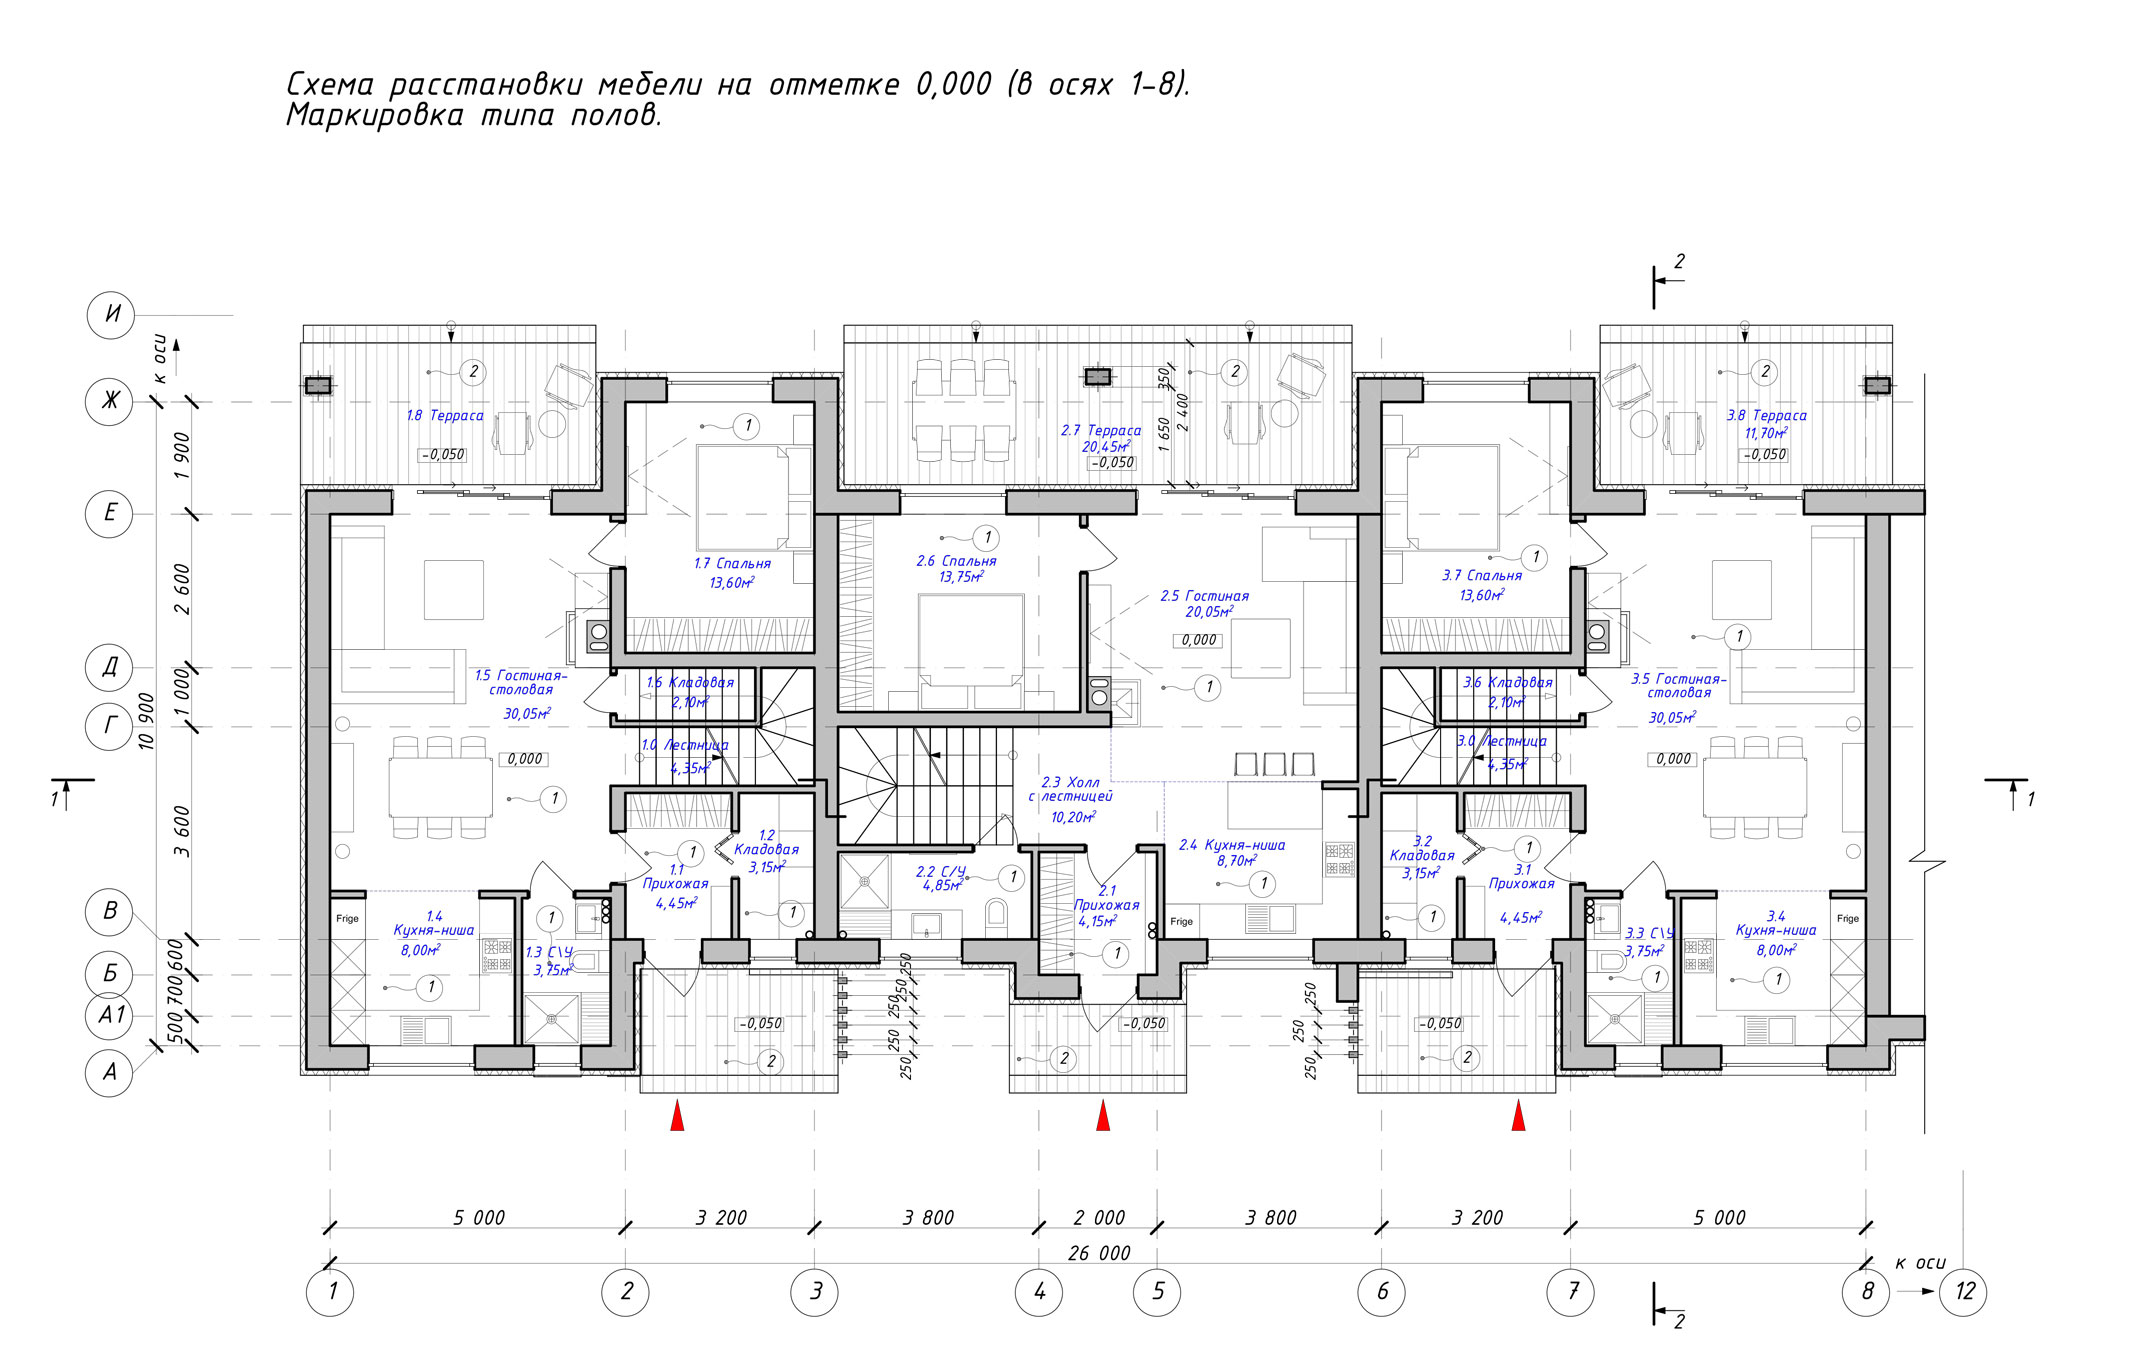 Схема расстановки мебели на отметке 0,000 (в осях 1-8).
Маркировка типа полов.
2
И
к оси
Ж
Е
Д
Г
В
Б
А1
А
1 900
2 600
1 000
3 600
600
700
500
10 900
1
1
2
1.8 Терраса
-0,050
1
1.7 Спальня
13,60м²
1.5 Гостиная-
столовая
30,05м²
0,000
1
1.6 Кладовая
2,10м²
1.0 Лестница
4,35м²
1
1.1
Прихожая
4,45м²
1.2
Кладовая
3,15м²
1
Frige
1.4
Кухня-ниша
8,00м²
1
1
1.3 С\У
3,75м²
-0,050
2
2
2.7 Терраса
20,45м²
-0,050
350
1 650
2 400
1
2.6 Спальня
13,75м²
2.5 Гостиная
20,05м²
0,000
1
2.3 Холл
с лестницей
10,20м²
2.2 С/У
4,85м²
1
2.1
Прихожая
4,15м²
1
2.4 Кухня-ниша
8,70м²
1
Frige
250
250
250
250
250
-0,050
2
250
250
250
2
3.8 Терраса
11,70м²
-0,050
1
3.7 Спальня
13,60м²
1
3.5 Гостиная-
столовая
30,05м²
0,000
3.6 Кладовая
2,10м²
3.0 Лестница
4,35м²
3.2
Кладовая
3,15м²
1
1
3.1
Прихожая
4,45м²
3.3 С\У
3,75м²
1
3.4
Кухня-ниша
8,00м²
1
Frige
-0,050
2
5 000
3 200
3 800
2 000
3 800
3 200
5 000
26 000
к оси
1
2
3
4
5
6
7
8
12
2